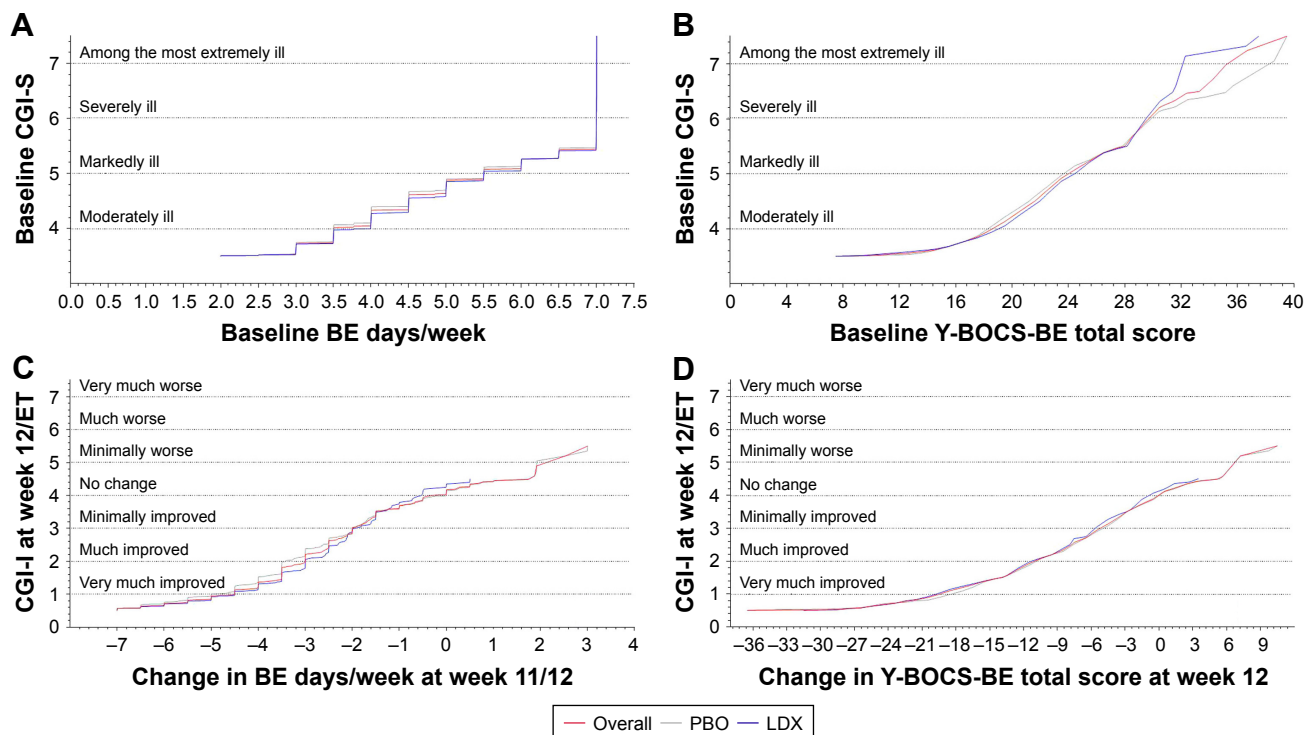 A
Baseline CGI-S
7
6
5
4
Among the most extremely ill
Severely ill
Markedly ill
Moderately ill
0.0 0.5 1.0 1.5 2.0 2.5 3.0 3.5 4.0 4.5 5.0 5.5 6.0 6.5 7.0 7.5
Baseline BE days/week
B
Baseline CGI-S
7
6
5
4
Among the most extremely ill
Severely ill
Markedly ill
Moderately ill
0 4 8 12 16 20 24 28 32 36 40
Baseline Y-BOCS-BE total score
C
CGI-I at week 12/ET
7
6
5
4
3
2
1
0
Very much worse
Much worse
Minimally worse
No change
Minimally improved
Much improved
Very much improved
–7 –6 –5 –4 –3 –2 –1 0 1 2 3 4
Change in BE days/week at week 11/12
D
CGI-I at week 12/ET
7
6
5
4
3
2
1
0
Very much worse
Much worse
Minimally worse
No change
Minimally improved
Much improved
Very much improved
–36 –33 –30 –27 –24 –21 –18 –15 –12 –9 –6 –3 0 3 6 9
Change in Y-BOCS-BE total score at week 12
Overall PBO LDX